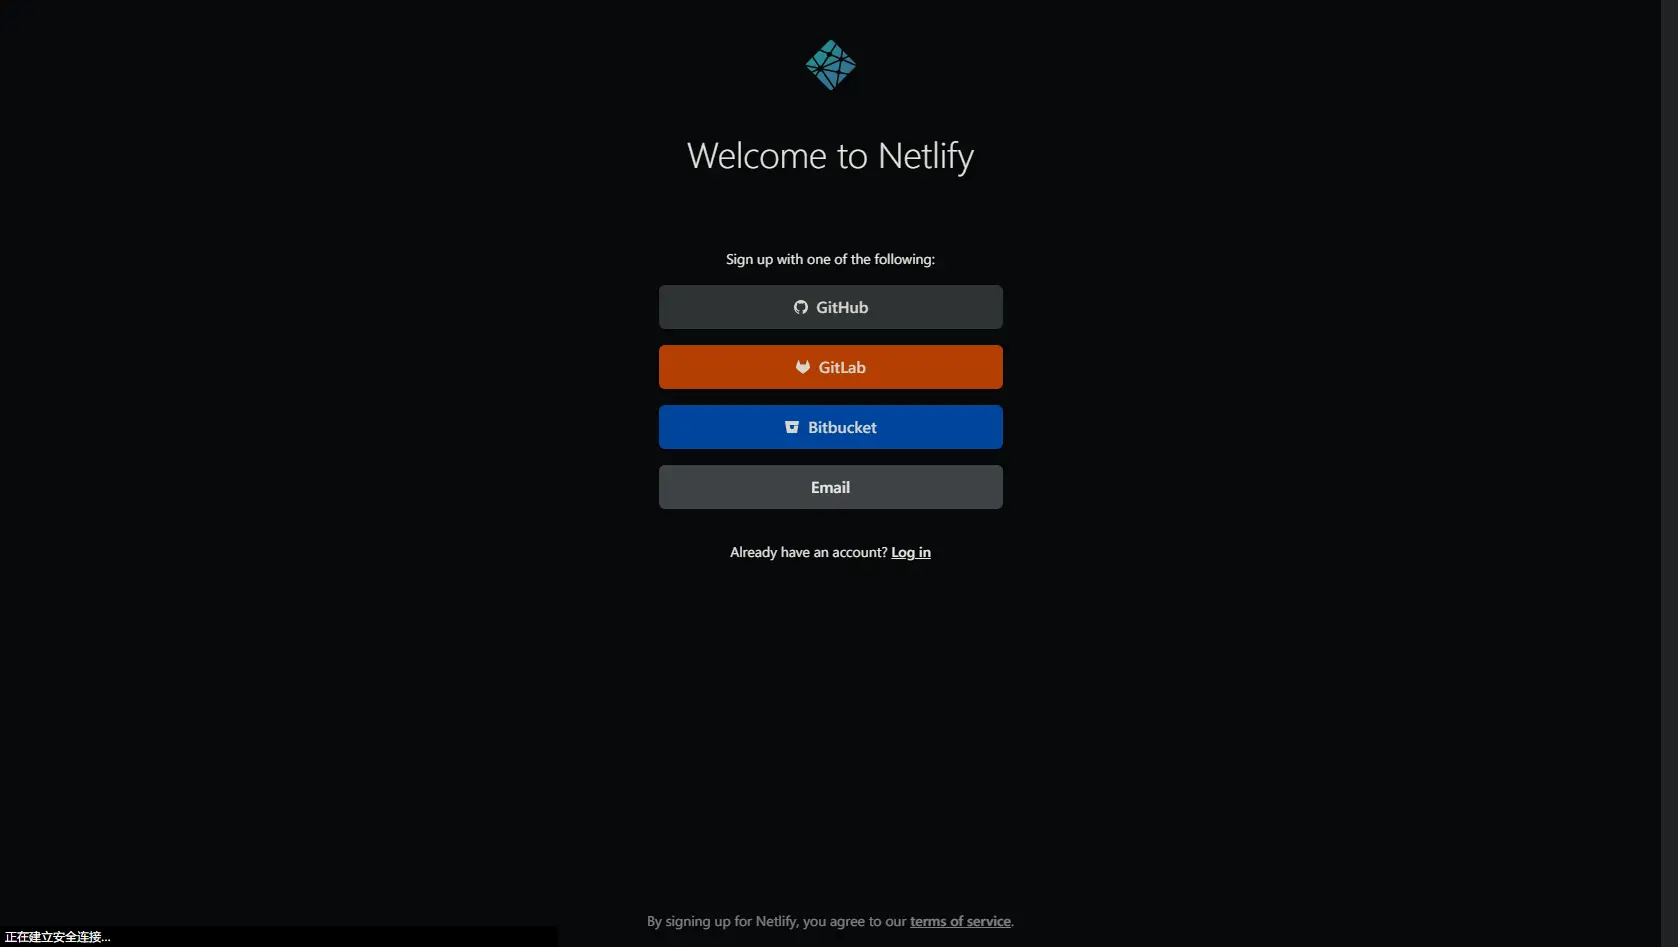 Welcome to Netlify
Sign up with one of the following:
GitHub
GitLab
Bitbucket
Email
Already have an account? Log in
By signing up for Netlify, you agree to our terms of service.
正在建立安全连接...